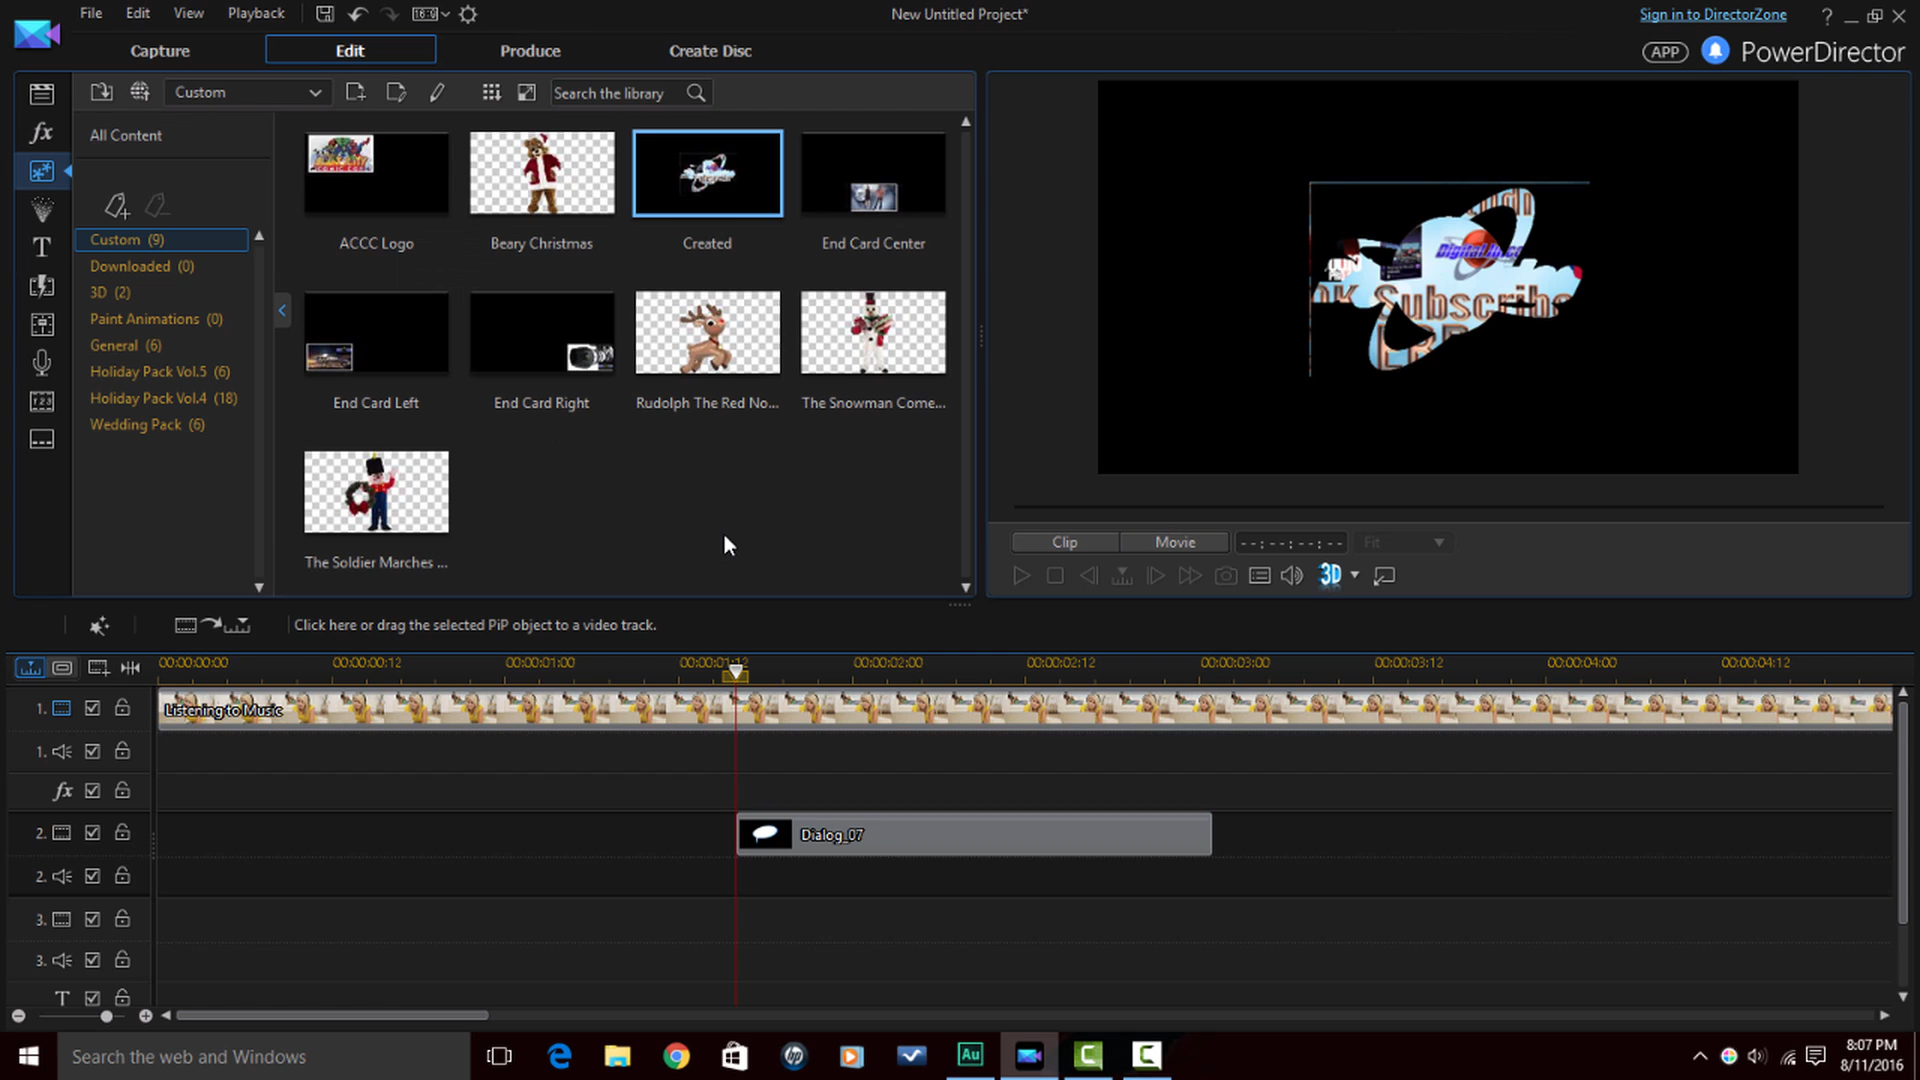 File Edit View Playback
New Untitled Project*
Sign in to DirectorZone
Capture Edit Produce Create Disc
APP PowerDirector
Custom
Search the library
All Content
Custom (9)
Downloaded (0)
3D (2)
Paint Animations (0)
General (6)
Holiday Pack Vol.5 (6)
Holiday Pack Vol.4 (18)
Wedding Pack (6)
ACCC Logo
Beary Christmas
Created
End Card Center
End Card Left
End Card Right
Rudolph The Red No...
The Snowman Come...
The Soldier Marches ...
Subscribe
Clip Movie --:--:--:-- Fit
3D
Click here or drag the selected PiP object to a video track.
00:00:00:00 00:00:00:12 00:00:01:00 00:00:01:12 00:00:02:00 00:00:02:12 00:00:03:00 00:00:03:12 00:00:04:00 00:00:04:12
1. Listening to Music
1.
fx
2. Dialog_07
2.
3.
3.
T
Search the web and Windows
Au
8:07 PM
8/11/2016